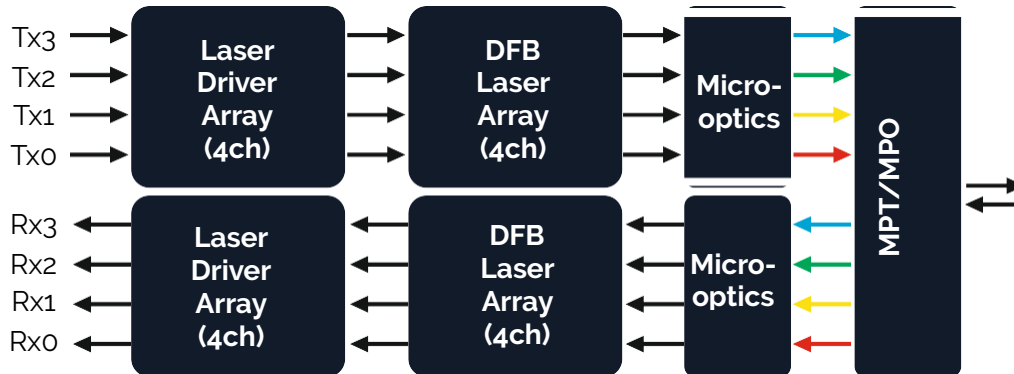 Tx3
Tx2
Tx1
Tx0
Laser
Driver
Array
(4ch)
DFB
Laser
Array
(4ch)
Micro-
optics
MPT/MPO
Rx3
Rx2
Rx1
Rx0
Laser
Driver
Array
(4ch)
DFB
Laser
Array
(4ch)
Micro-
optics